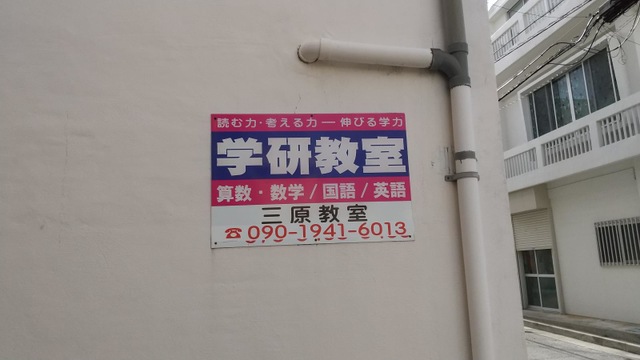 読む力・考える力 — 伸びる学力
学研教室
算数・数学/国語/英語
三原教室
☎090-1941-6013